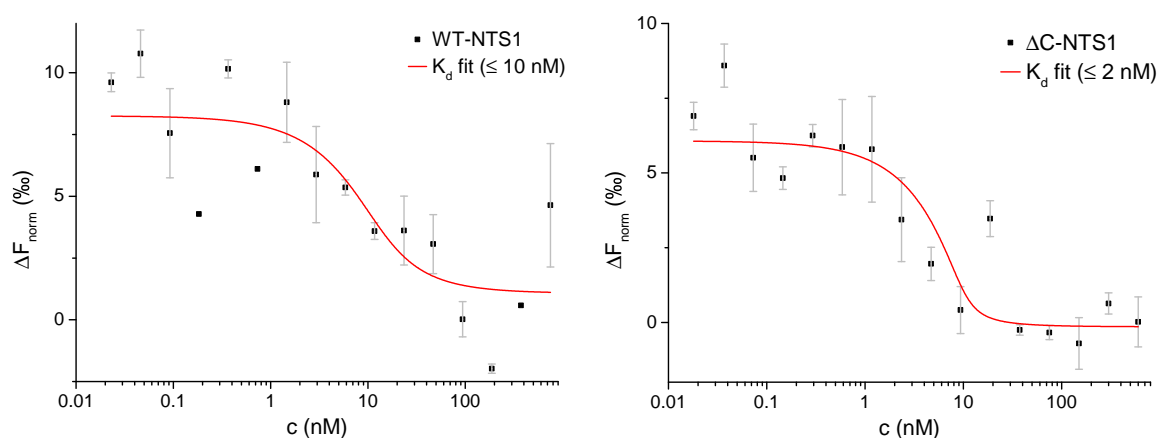 WT-NTS1
K_d fit (≤ 10 nM)
10
5
0
ΔF_norm (‰)
0.01
0.1
1
10
100
c (nM)
ΔC-NTS1
K_d fit (≤ 2 nM)
10
5
0
ΔF_norm (‰)
0.01
0.1
1
10
100
c (nM)